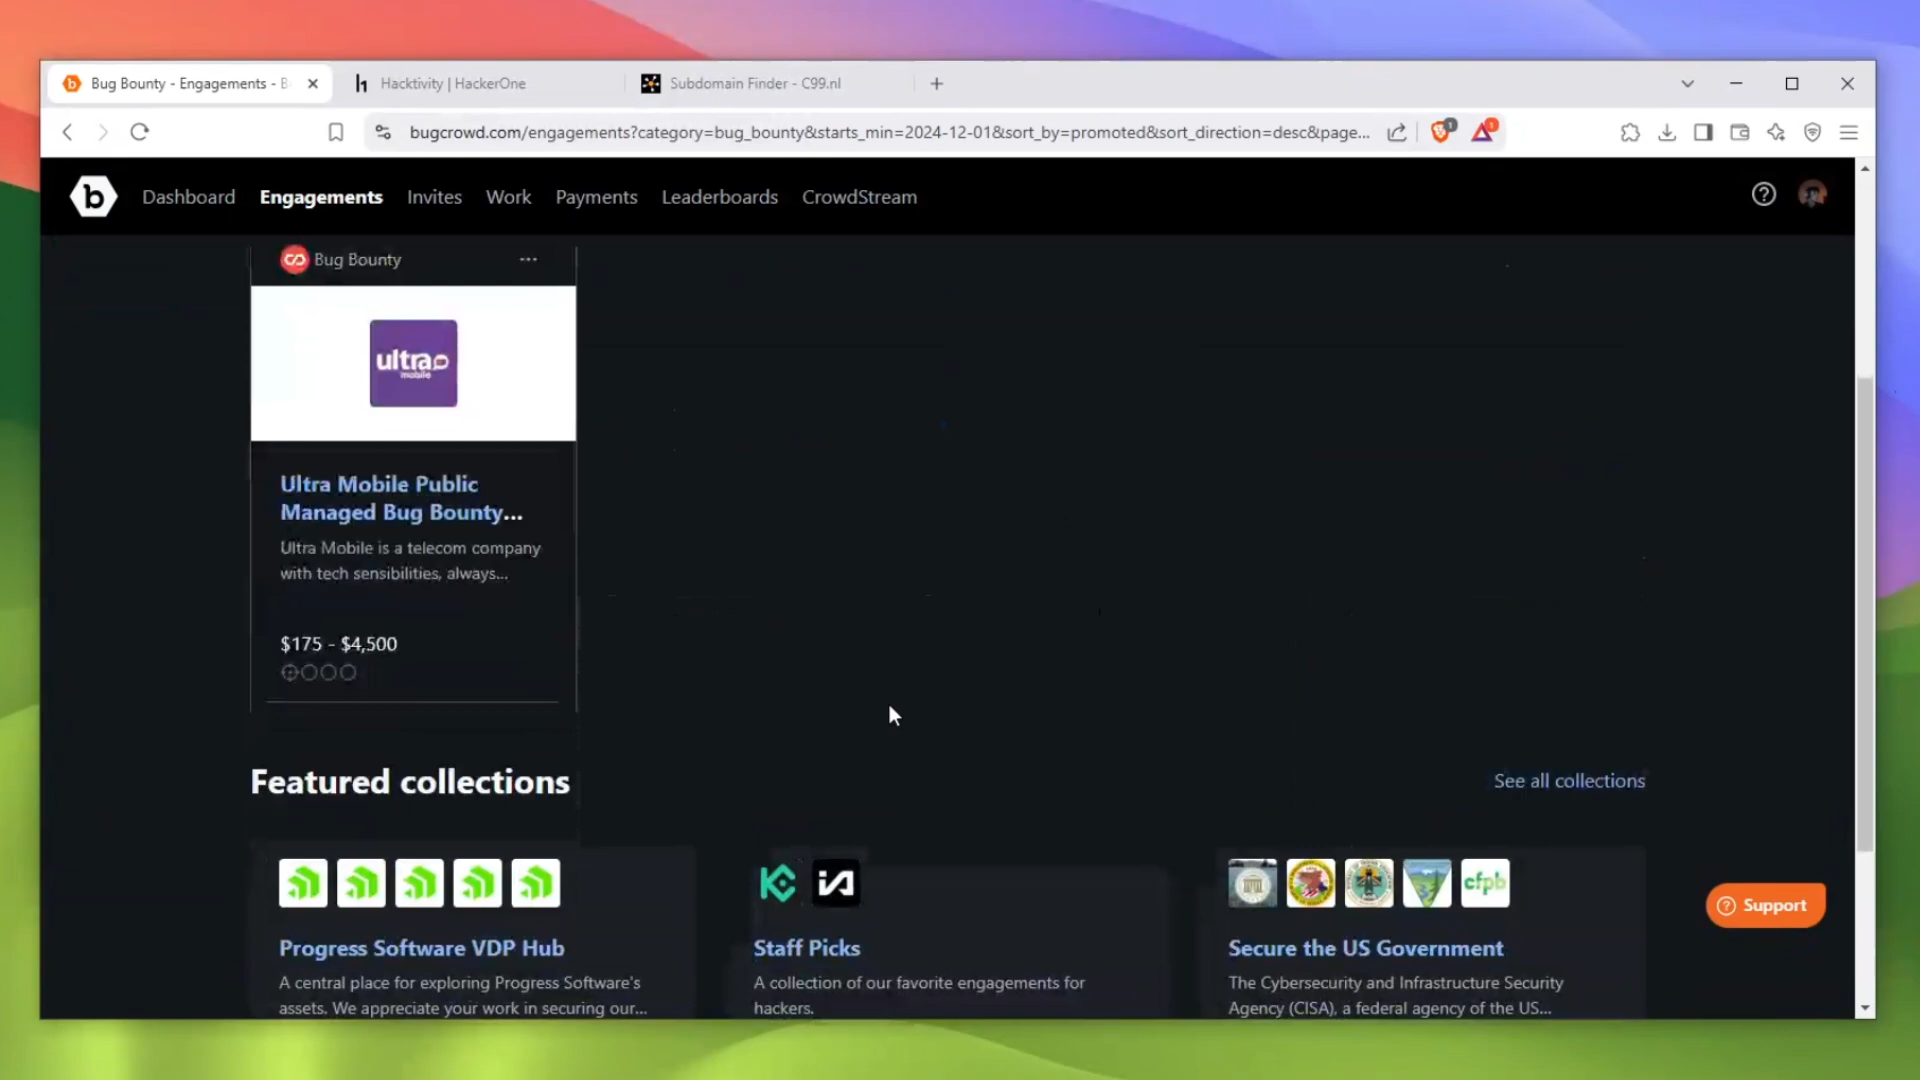 Bug Bounty - Engagements - B
Hacktivity | HackerOne
Subdomain Finder - C99.nl
bugcrowd.com/engagements?category=bug_bounty&starts_min=2024-12-01&sort_by=promoted&sort_direction=desc&page...
1
1
b
Dashboard
Engagements
Invites
Work
Payments
Leaderboards
CrowdStream
Bug Bounty
ultra
mobile
Ultra Mobile Public
Managed Bug Bounty...
Ultra Mobile is a telecom company
with tech sensibilities, always...
$175 - $4,500
Featured collections
See all collections
cfpb
Progress Software VDP Hub
A central place for exploring Progress Software's
assets. We appreciate your work in securing our...
Staff Picks
A collection of our favorite engagements for
hackers.
Secure the US Government
The Cybersecurity and Infrastructure Security
Agency (CISA), a federal agency of the US...
Support